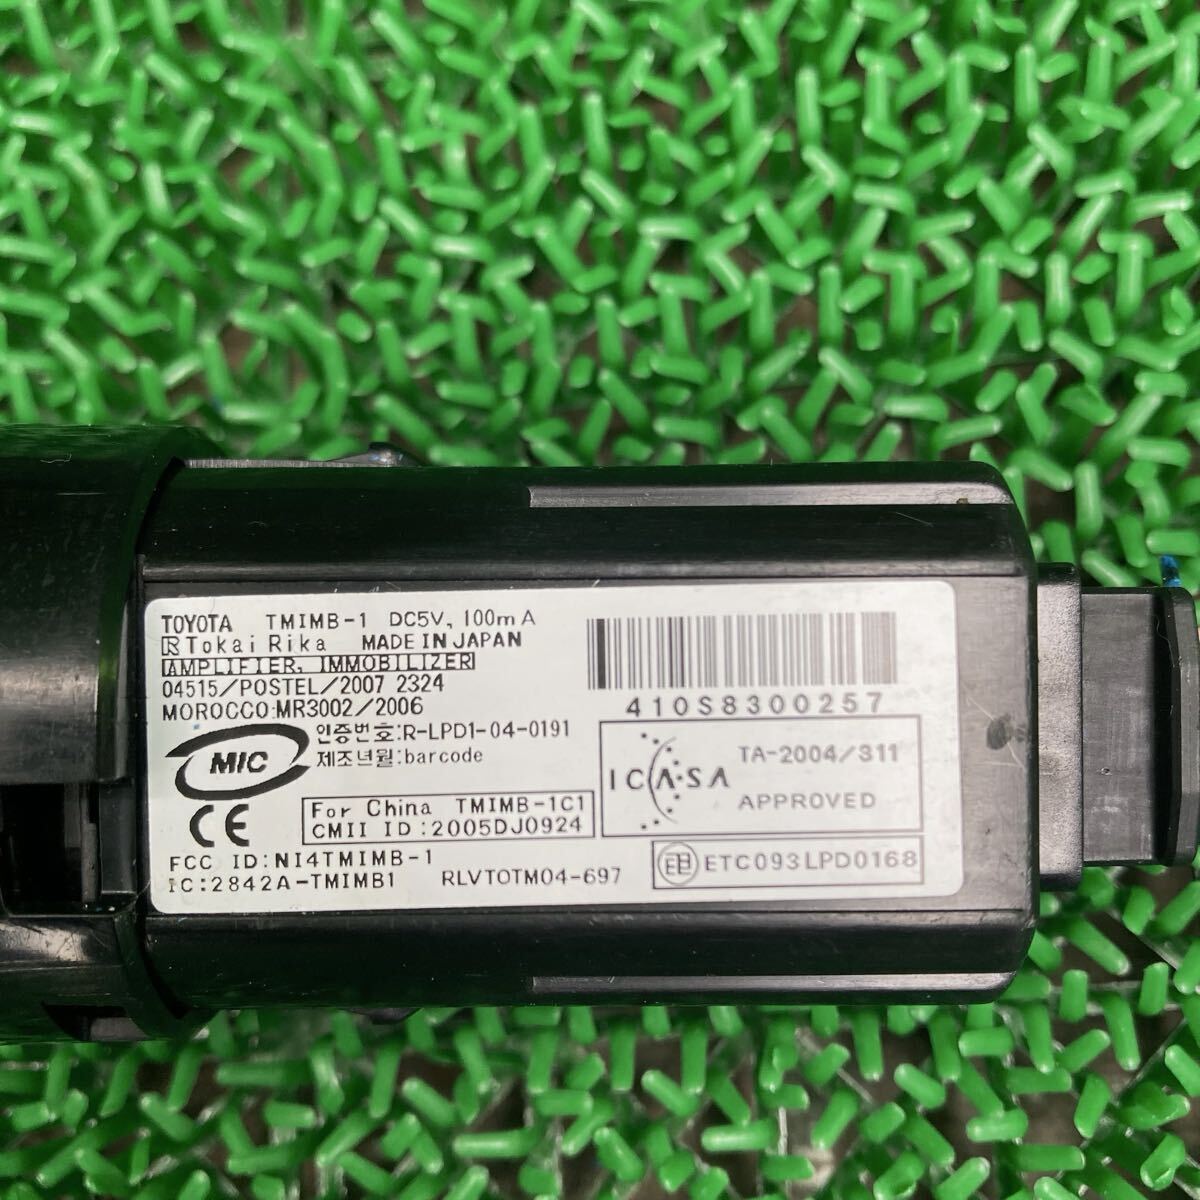 TOYOTA TMIMB-1 DC5V, 100mA
R Tokai Rika MADE IN JAPAN
AMPLIFIER, IMMOBILIZER
04515/POSTEL/2007 2324
MOROCCO:MR3002/2006
410S8300257
MIC
인증번호:R-LPD1-04-0191
제조년월:barcode
ICASA
TA-2004/311
APPROVED
CE
For China TMIMB-1C1
CMII ID:2005DJ0924
FCC ID:NI4TMIMB-1
IC:2842A-TMIMB1
RLVTOTM04-697
ETC093LPD0168